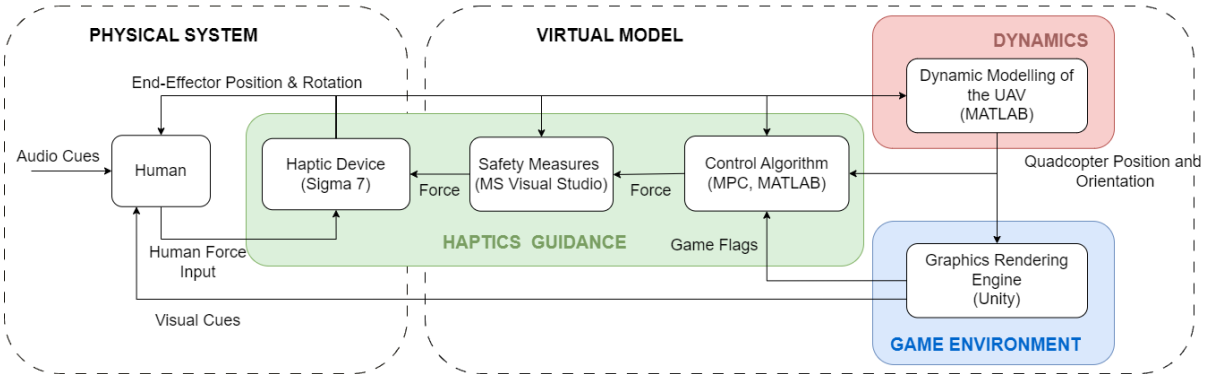 PHYSICAL SYSTEM
VIRTUAL MODEL
DYNAMICS
End-Effector Position & Rotation
Dynamic Modelling of
the UAV
(MATLAB)
Audio Cues
Human
Haptic Device
(Sigma 7)
Force
Safety Measures
(MS Visual Studio)
Force
Control Algorithm
(MPC, MATLAB)
Quadcopter Position and
Orientation
Human Force
Input
HAPTICS GUIDANCE
Game Flags
Graphics Rendering
Engine
(Unity)
Visual Cues
GAME ENVIRONMENT